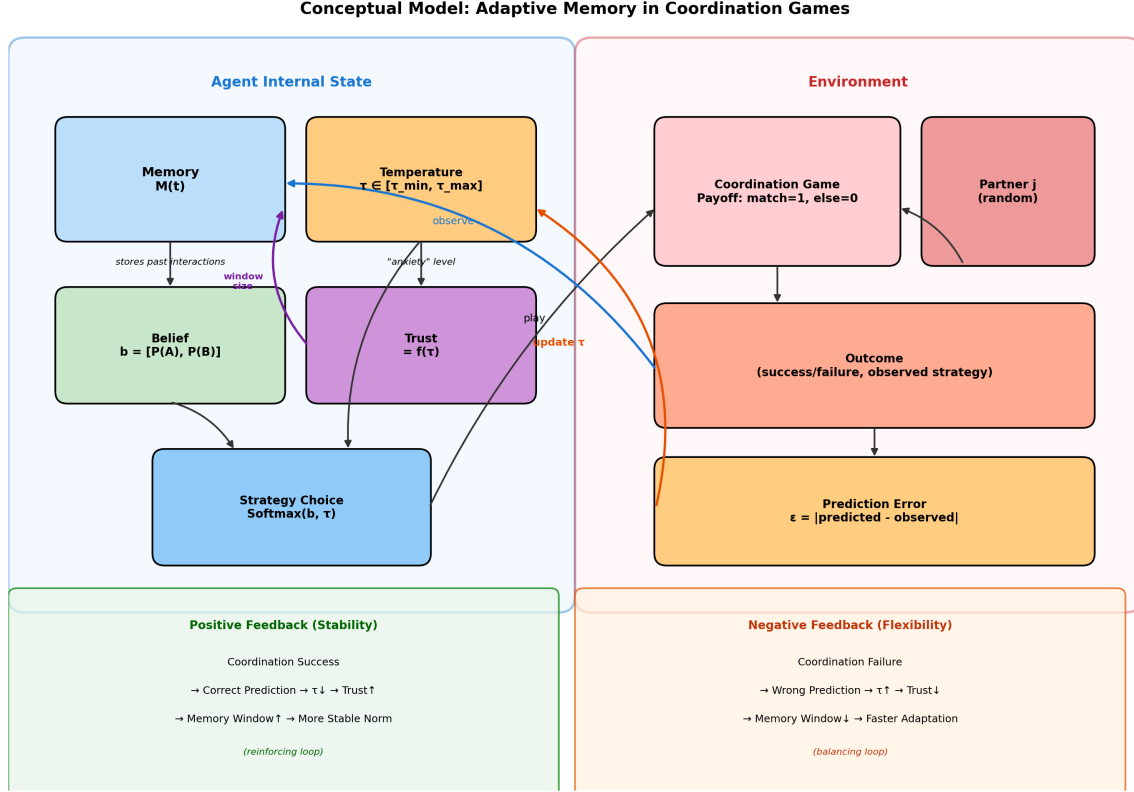 Conceptual Model: Adaptive Memory in Coordination Games
Agent Internal State
Memory
M(t)
Temperature
τ ∈ [τ_min, τ_max]
observe
stores past interactions
"anxiety" level
window
size
Belief
b = [P(A), P(B)]
Trust
= f(τ)
Strategy Choice
Softmax(b, τ)
play
update τ
Environment
Coordination Game
Payoff: match=1, else=0
Partner j
(random)
Outcome
(success/failure, observed strategy)
Prediction Error
ε = |predicted - observed|
Positive Feedback (Stability)
Coordination Success
→ Correct Prediction → τ↓ → Trust↑
→ Memory Window↑ → More Stable Norm
(reinforcing loop)
Negative Feedback (Flexibility)
Coordination Failure
→ Wrong Prediction → τ↑ → Trust↓
→ Memory Window↓ → Faster Adaptation
(balancing loop)